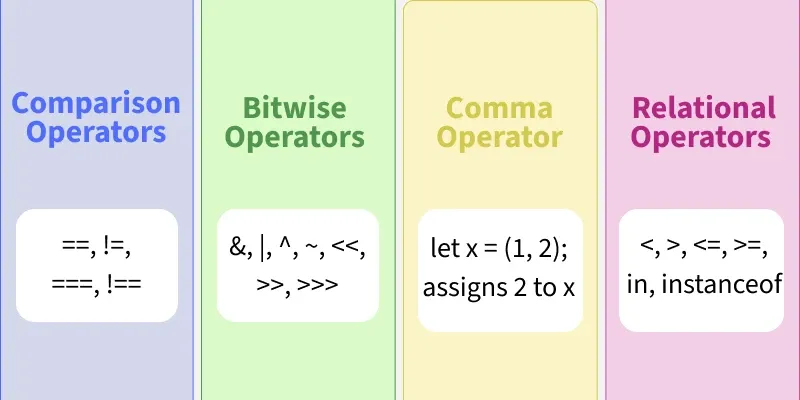 Comparison
Operators
==, !=,
===, !==
Bitwise
Operators
&, |, ^, ~, <<,
>>, >>>
Comma
Operator
let x = (1, 2);
assigns 2 to x
Relational
Operators
<, >, <=, >=,
in, instanceof